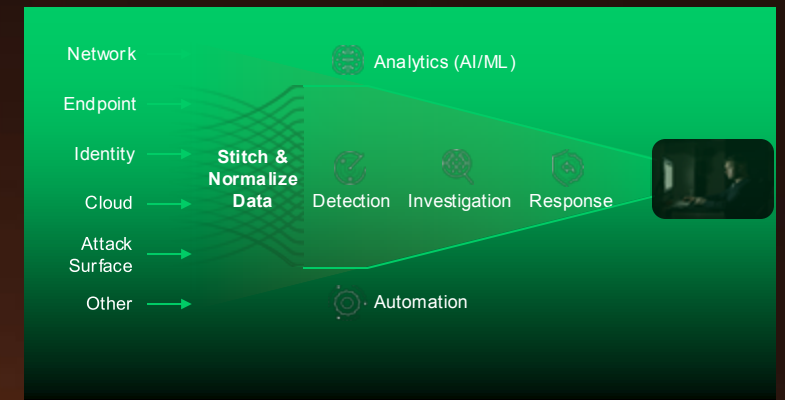 Network
Endpoint
Identity
Cloud
Attack
Surface
Other
Stitch &
Normalize
Data
Analytics (AI/ML)
Detection
Investigation
Response
Automation